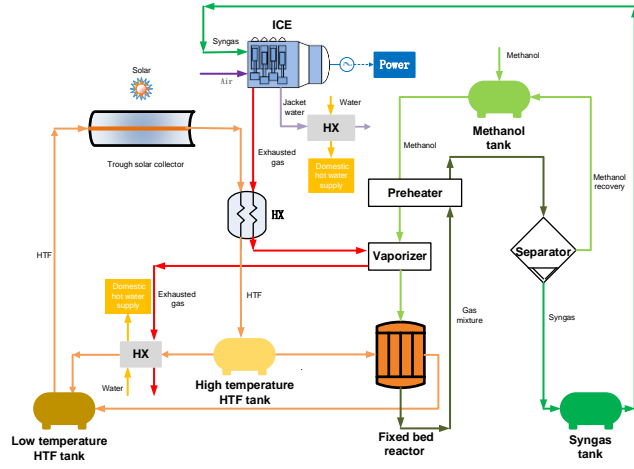 ICE
Syngas
Solar
Power
Methanol
Air
Jacket
water
Water
HX
Methanol
tank
Trough solar collector
Exhausted
gas
Domestic
hot water
supply
Methanol
Methanol
recovery
Preheater
HX
Separator
Vaporizer
HTF
HTF
Domestic
hot water
supply
Exhausted
gas
Gas
mixture
Syngas
HX
Water
High temperature
HTF tank
Low temperature
HTF tank
Fixed bed
reactor
Syngas
tank